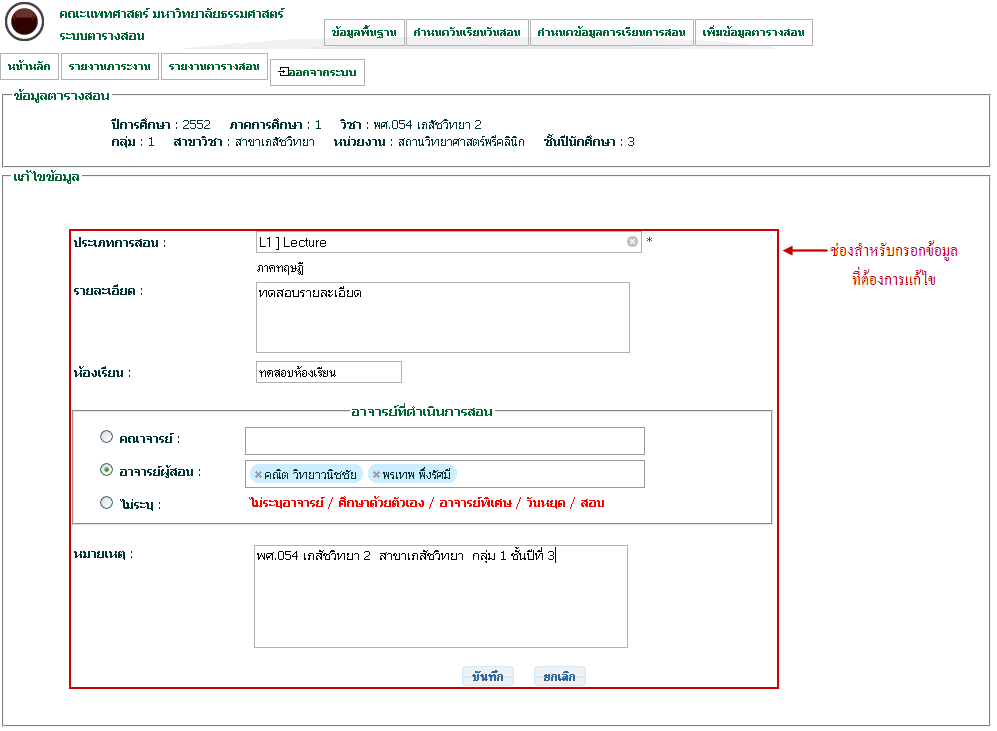 คณะแพทศาสตร์ มหาวิทยาลัยธรรมศาสตร์
ระบบตารางสอน
ข้อมูลพื้นฐาน กำหนดวันเรียนวันสอน กำหนดข้อมูลการเรียนการสอน เพิ่มข้อมูลตารางสอน
หน้าหลัก รายงานภาระงาน รายงานตารางสอน ออกจากระบบ
ข้อมูลตารางสอน
ปีการศึกษา : 2552 ภาคการศึกษา : 1 วิชา : พศ.054 เภสัชวิทยา 2
กลุ่ม : 1 สาขาวิชา : สาขาเภสัชวิทยา หน่วยงาน : สถานวิทยาศาสตร์พรีคลินิก ชั้นปีนักศึกษา : 3
แก้ไขข้อมูล
ประเภทการสอน : L1 ] Lecture *
ช่องสำหรับกรอกข้อมูล
ที่ต้องการแก้ไข
ภาคทฤษฎี
รายละเอียด : ทดสอบรายละเอียด
ห้องเรียน : ทดสอบห้องเรียน
อาจารย์ที่ดำเนินการสอน
คณาจารย์ :
อาจารย์ผู้สอน : คณิต วิทยาวนิชชัย พรเทพ พึ่งรัศมี
ไม่ระบุ : ไม่ระบุอาจารย์ / ศึกษาด้วยตัวเอง / อาจารย์พิเศษ / วันหยุด / สอบ
หมายเหตุ : พศ.054 เภสัชวิทยา 2 สาขาเภสัชวิทยา กลุ่ม 1 ชั้นปีที่ 3
บันทึก ยกเลิก